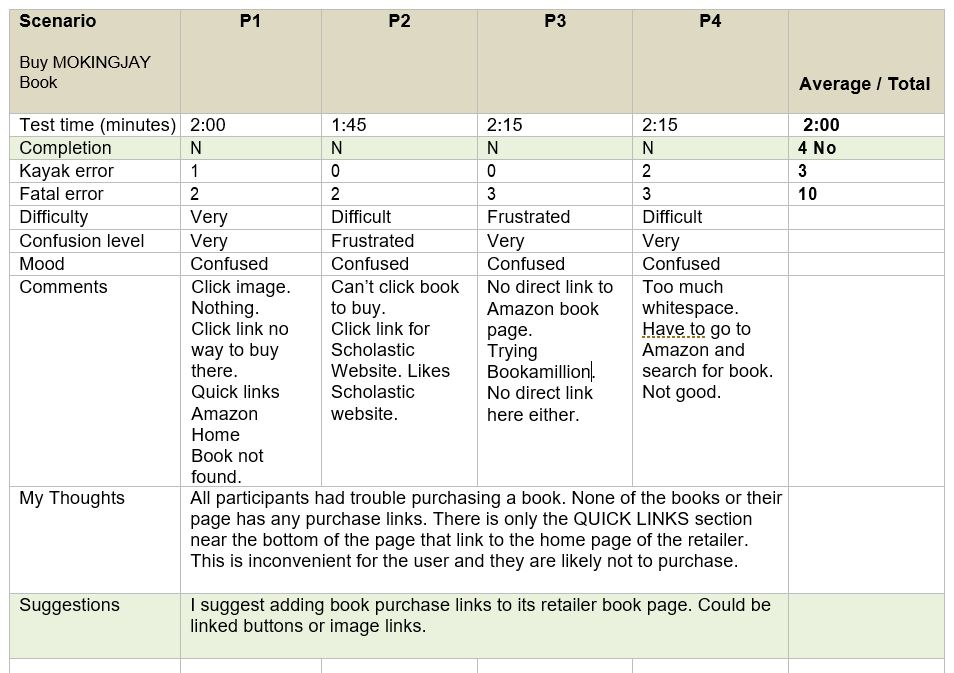 Scenario P1 P2 P3 P4
Buy MOKINGJAY
Book
Average / Total
Test time (minutes) 2:00 1:45 2:15 2:15 2:00
Completion N N N N 4 No
Kayak error 1 0 0 2 3
Fatal error 2 2 3 3 10
Difficulty Very Difficult Frustrated Difficult
Confusion level Very Frustrated Very Very
Mood Confused Confused Confused Confused
Comments
Click image.
Nothing.
Click link no
way to buy
there.
Quick links
Amazon
Home
Book not
found.
Can’t click book
to buy.
Click link for
Scholastic
Website. Likes
Scholastic
website.
No direct link to
Amazon book
page.
Trying
Bookamillion.
No direct link
here either.
Too much
whitespace.
Have to go to
Amazon and
search for book.
Not good.
My Thoughts
All participants had trouble purchasing a book. None of the books or their
page has any purchase links. There is only the QUICK LINKS section
near the bottom of the page that link to the home page of the retailer.
This is inconvenient for the user and they are likely not to purchase.
Suggestions
I suggest adding book purchase links to its retailer book page. Could be
linked buttons or image links.